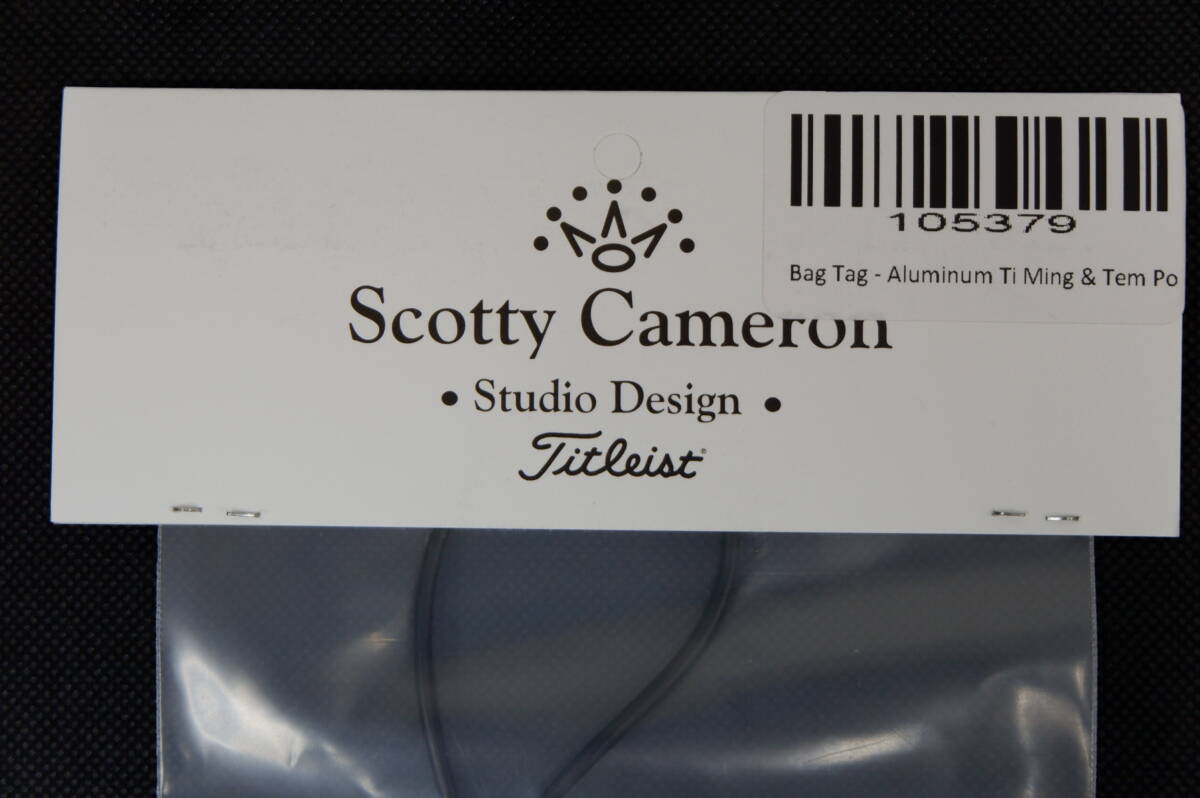 105379
Bag Tag - Aluminum Ti Ming & Tem Po
Scotty Cameron
• Studio Design •
Titleist®